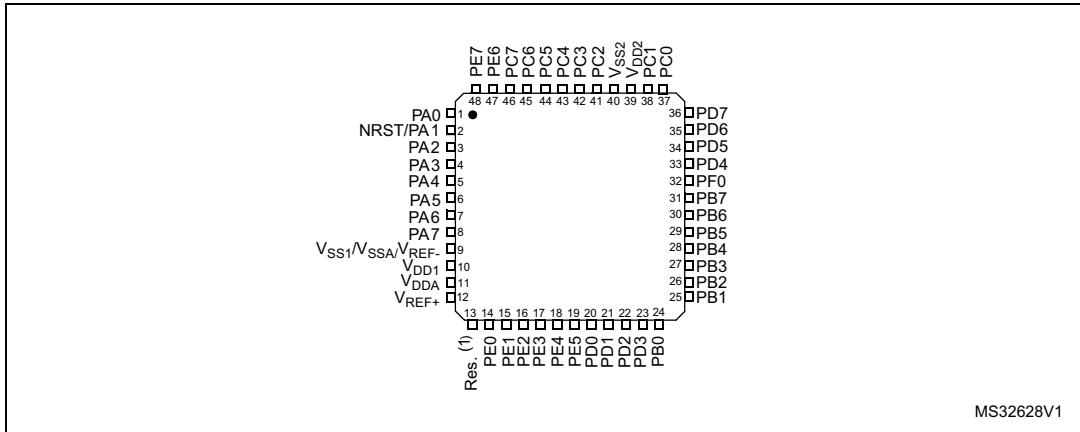 PE7
PE6
PC7
PC6
PC5
PC4
PC3
PC2
VSS2
VDD2
PC1
PC0
48 47 46 45 44 43 42 41 40 39 38 37
PA0 1
NRST/PA1 2
PA2 3
PA3 4
PA4 5
PA5 6
PA6 7
PA7 8
VSS1/VSSA/VREF- 9
VDD1 10
VDDA 11
VREF+ 12
36 PD7
35 PD6
34 PD5
33 PD4
32 PF0
31 PB7
30 PB6
29 PB5
28 PB4
27 PB3
26 PB2
25 PB1
13 14 15 16 17 18 19 20 21 22 23 24
Res. (1)
PE0
PE1
PE2
PE3
PE4
PE5
PD0
PD1
PD2
PD3
PB0
MS32628V1